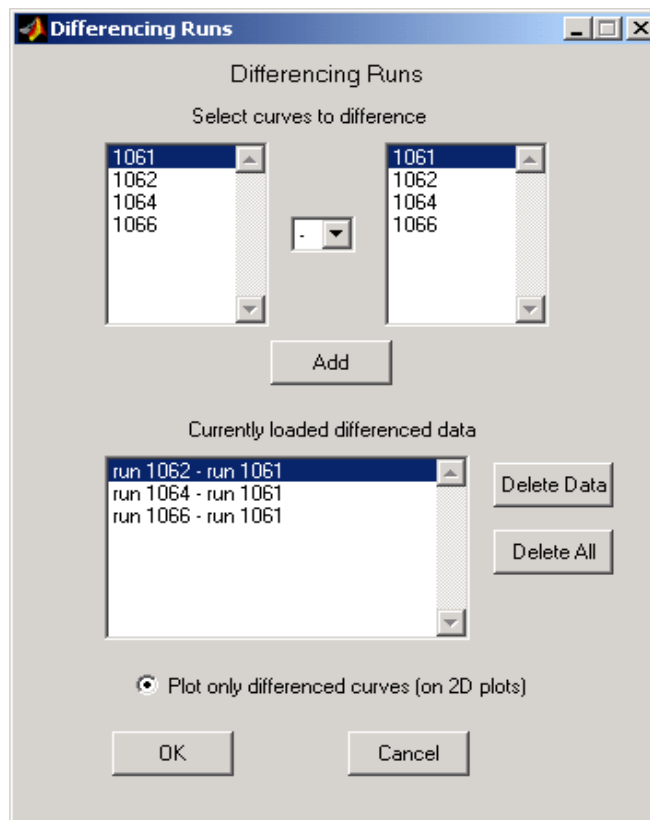 Differencing Runs
Differencing Runs
Select curves to difference
1061
1062
1064
1066
-
1061
1062
1064
1066
Add
Currently loaded differenced data
run 1062 - run 1061
run 1064 - run 1061
run 1066 - run 1061
Delete Data
Delete All
Plot only differenced curves (on 2D plots)
OK
Cancel